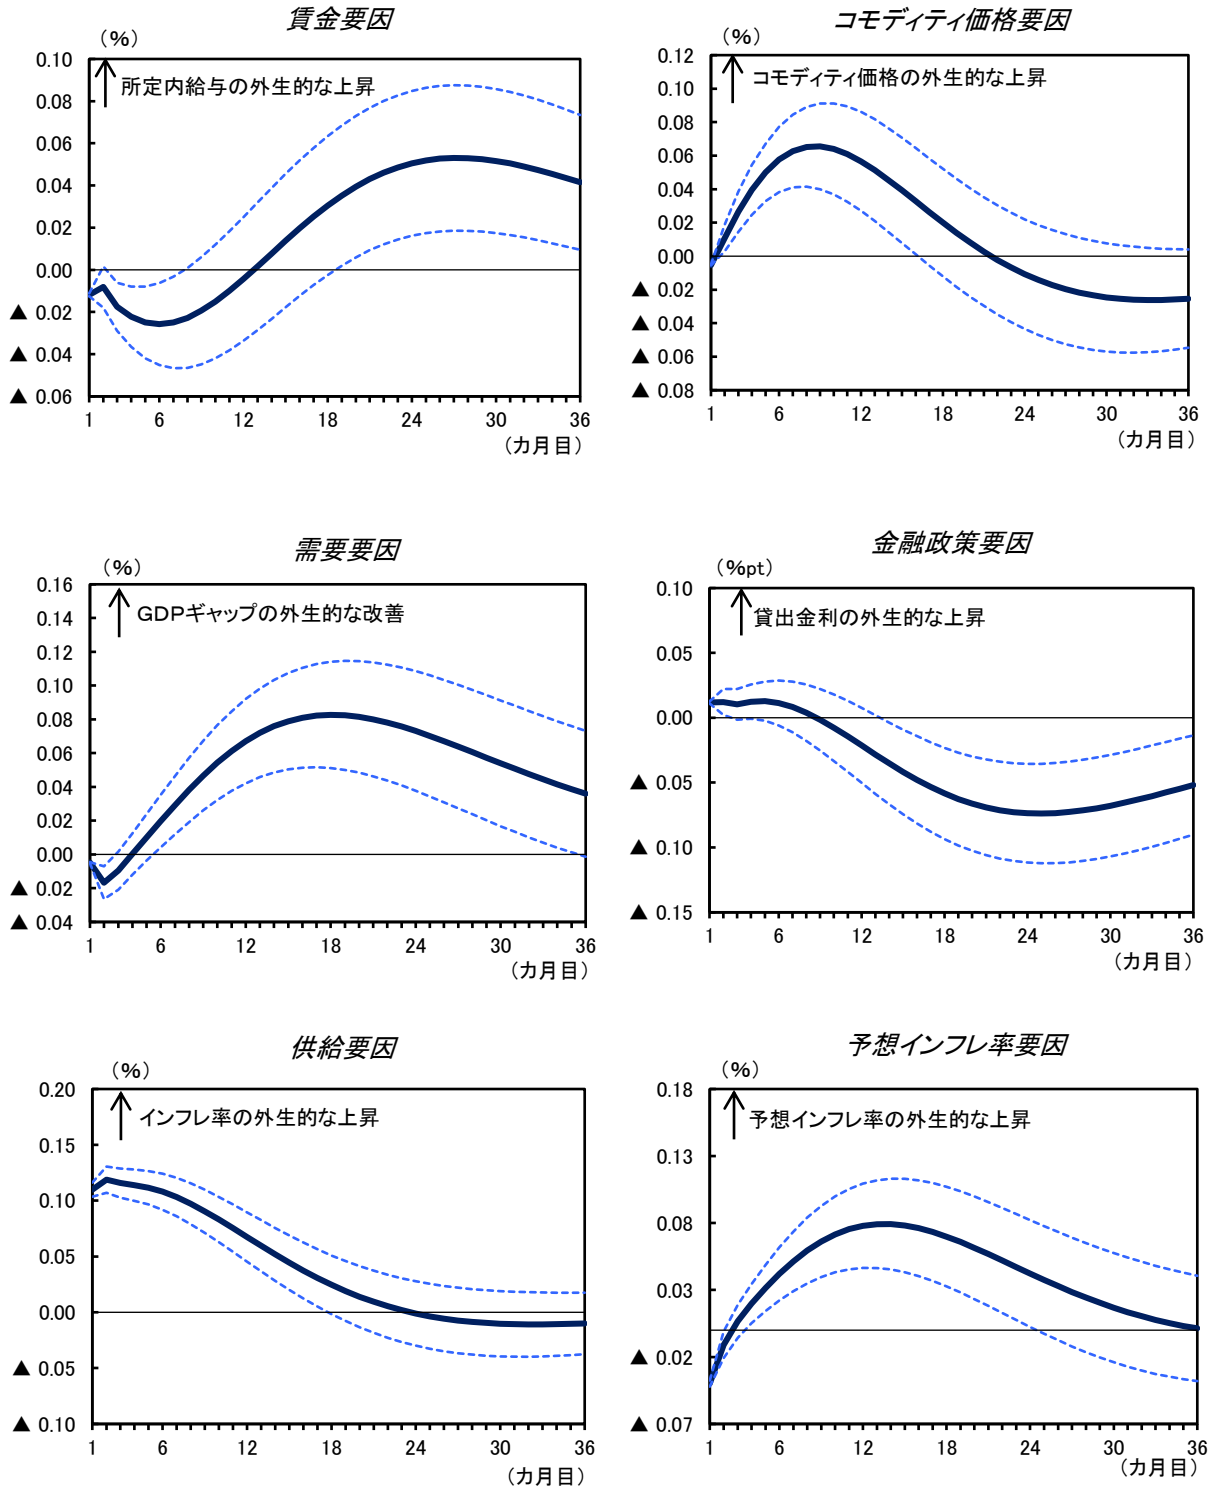 賃金要因
（％）
所定内給与の外生的な上昇
0.10
0.08
0.06
0.04
0.02
0.00
▲ 0.02
▲ 0.04
▲ 0.06
1 6 12 18 24 30 36
（カ月目）
コモディティ価格要因
（％）
コモディティ価格の外生的な上昇
0.12
0.10
0.08
0.06
0.04
0.02
0.00
▲ 0.02
▲ 0.04
▲ 0.06
▲ 0.08
1 6 12 18 24 30 36
（カ月目）
需要要因
（％）
ＧＤＰギャップの外生的な改善
0.16
0.14
0.12
0.10
0.08
0.06
0.04
0.02
0.00
▲ 0.02
▲ 0.04
1 6 12 18 24 30 36
（カ月目）
金融政策要因
（％pt）
貸出金利の外生的な上昇
0.10
0.05
0.00
▲ 0.05
▲ 0.10
▲ 0.15
1 6 12 18 24 30 36
（カ月目）
供給要因
（％）
インフレ率の外生的な上昇
0.20
0.15
0.10
0.05
0.00
▲ 0.05
▲ 0.10
1 6 12 18 24 30 36
（カ月目）
予想インフレ率要因
（％）
予想インフレ率の外生的な上昇
0.18
0.13
0.08
0.03
▲ 0.02
▲ 0.07
1 6 12 18 24 30 36
（カ月目）